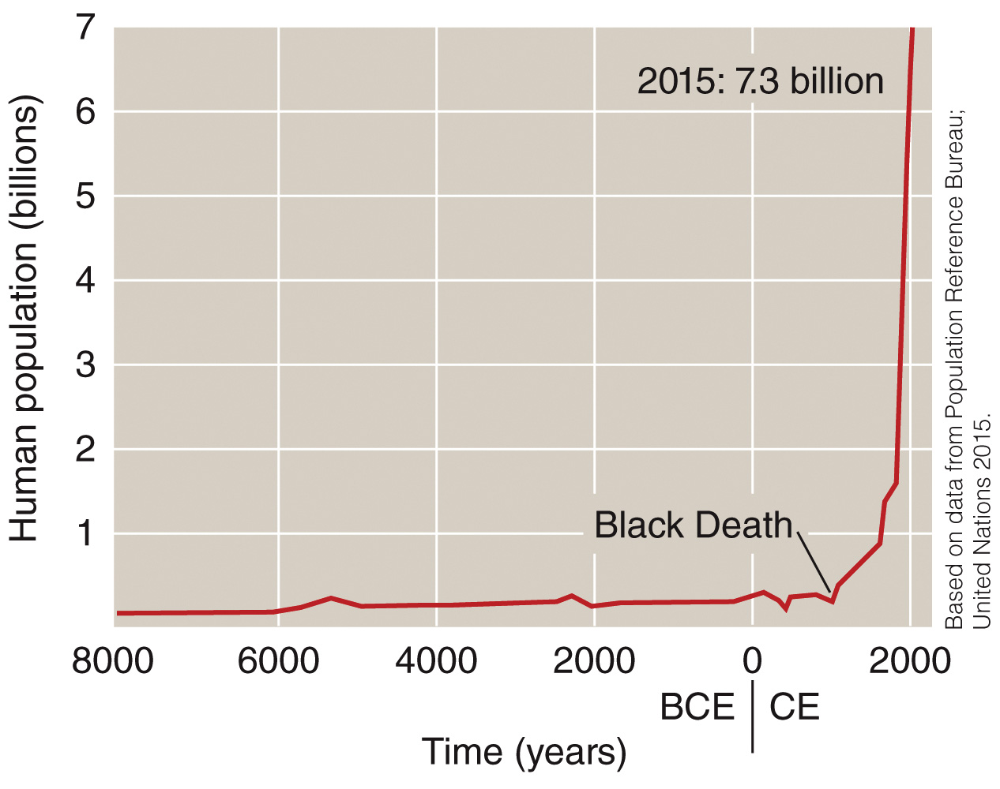 Human population (billions)
7
6
5
4
3
2
1
2015: 7.3 billion
Black Death
8000 6000 4000 2000 0 2000
BCE CE
Time (years)
Based on data from Population Reference Bureau;
United Nations 2015.